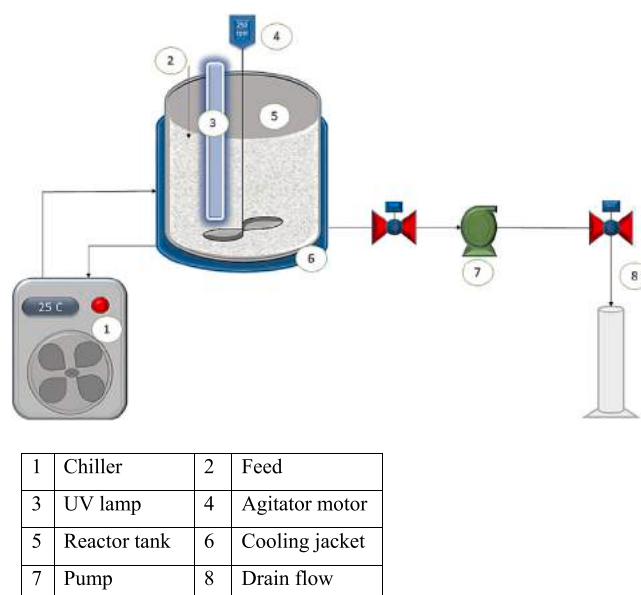 250
rpm
4
2
5
3
6
7
8
25 C
1
1 Chiller 2 Feed
3 UV lamp 4 Agitator motor
5 Reactor tank 6 Cooling jacket
7 Pump 8 Drain flow